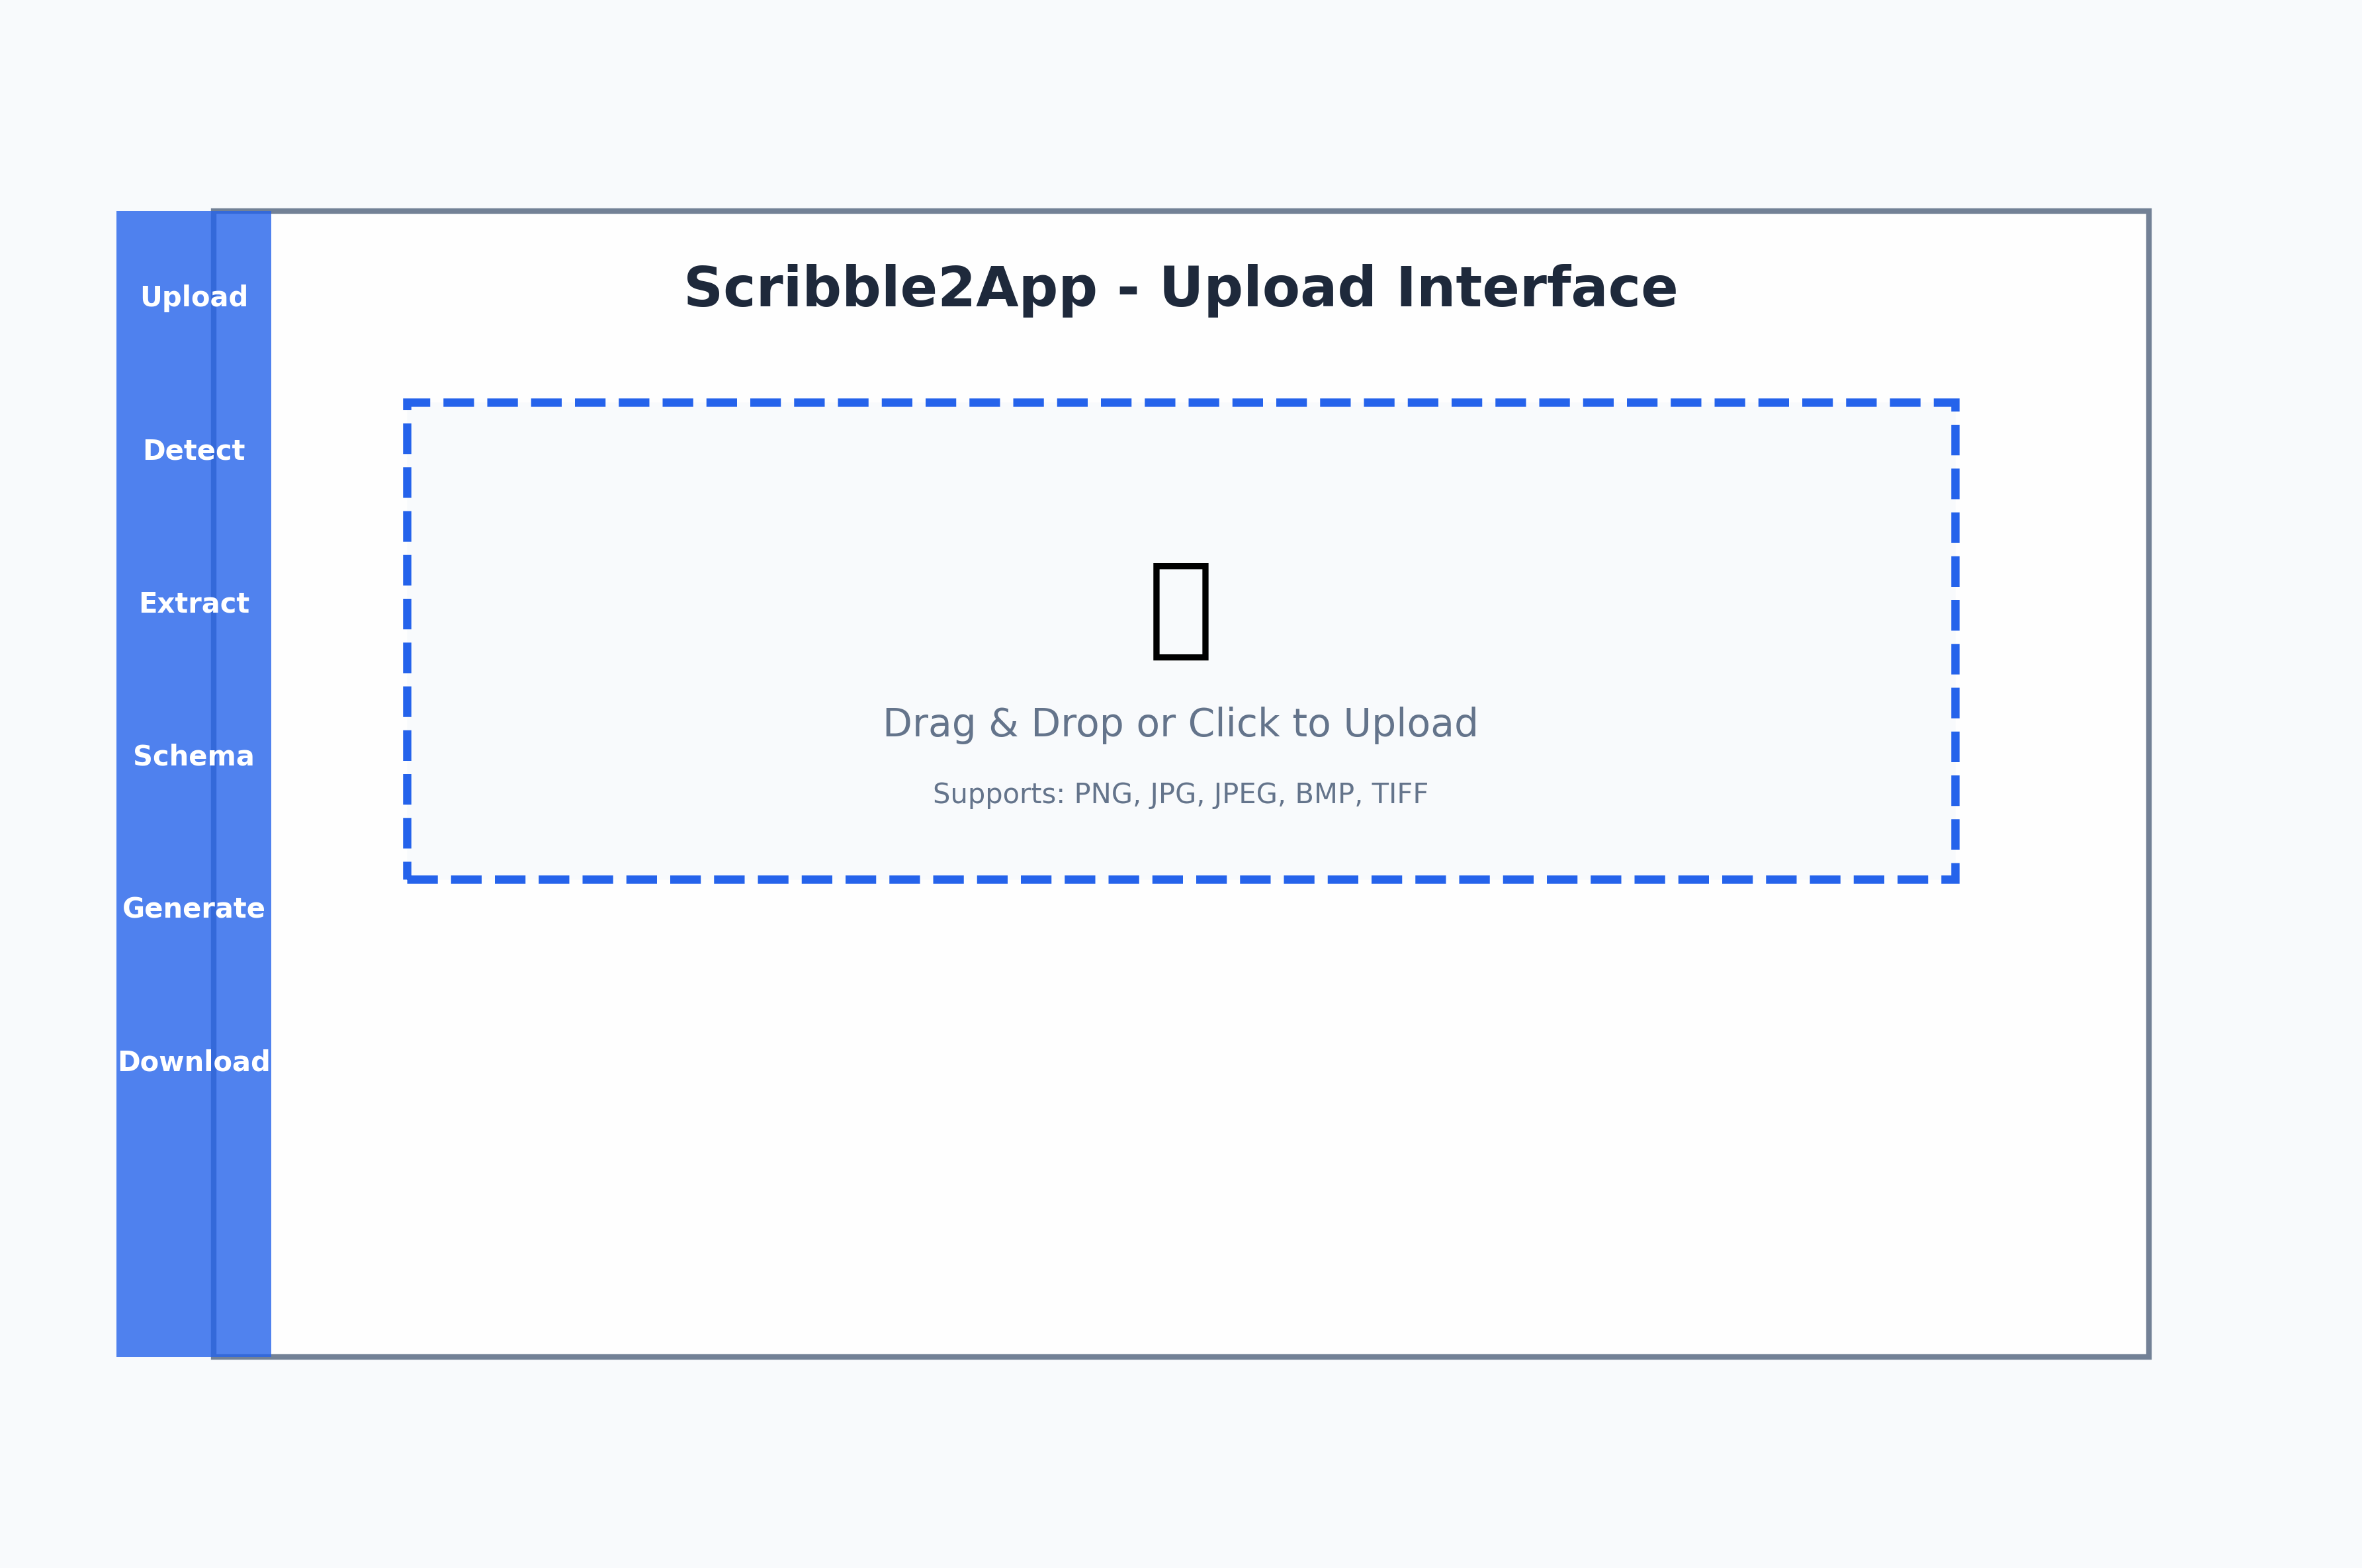 Scribble2App - Upload Interface
Upload
Detect
Extract
Schema
Generate
Download
Drag & Drop or Click to Upload
Supports: PNG, JPG, JPEG, BMP, TIFF